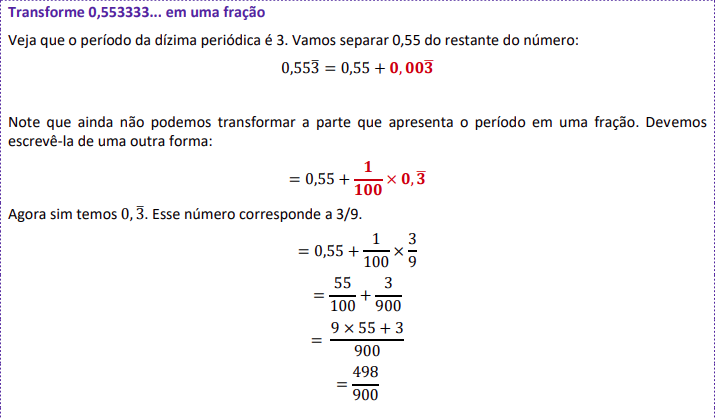 Transforme 0,553333... em uma fração
Veja que o período da dízima periódica é 3. Vamos separar 0,55 do restante do número:
0,553̅ = 0,55 + 0,003̅
Note que ainda não podemos transformar a parte que apresenta o período em uma fração. Devemos
escrevê-la de uma outra forma:
= 0,55 + 1/100 × 0,3̅
Agora sim temos 0,3̅. Esse número corresponde a 3/9.
= 0,55 + 1/100 × 3/9
= 55/100 + 3/900
= (9 × 55 + 3)/900
= 498/900